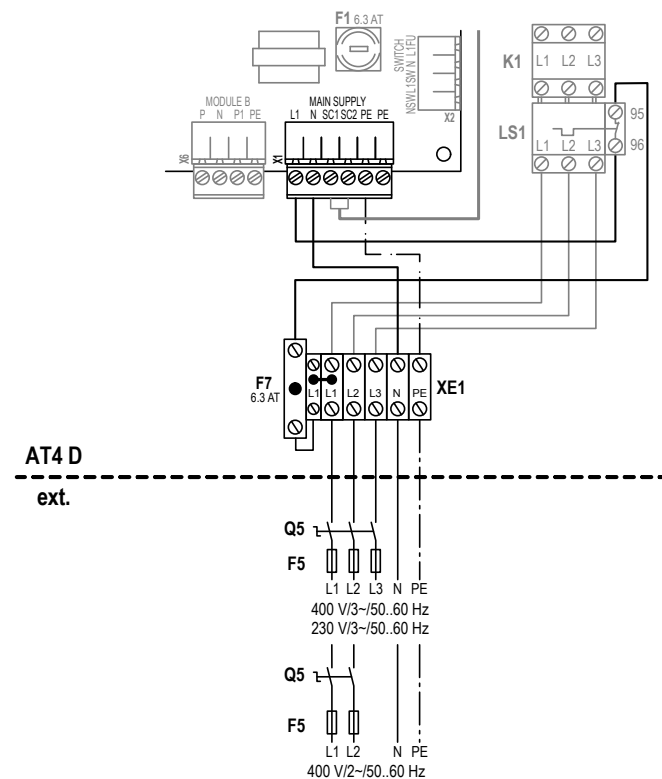 F1 6.3 AT
SWITCH
NSW L1SW N L1FU
X2
K1
L1 L2 L3
MODULE B
P N P1 PE
X6
MAIN SUPPLY
L1 N SC1 SC2 PE PE
X1
LS1
95
96
L1 L2 L3
F7
6.3 AT
L1 L1 L2 L3 N PE
XE1
AT4 D
ext.
Q5
F5
L1 L2 L3 N PE
400 V/3~/50..60 Hz
230 V/3~/50..60 Hz
Q5
F5
L1 L2 N PE
400 V/2~/50..60 Hz